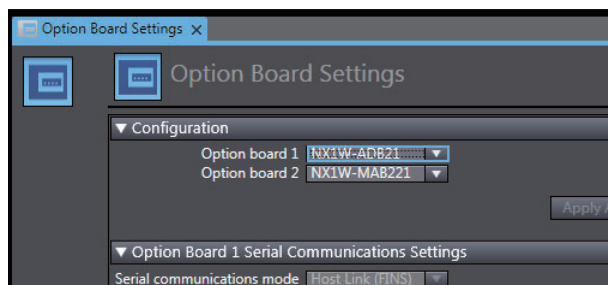 Option Board Settings X
Option Board Settings
▼ Configuration
Option board 1 NX1W-ADB21 ▼
Option board 2 NX1W-MAB221 ▼
Apply
▼ Option Board 1 Serial Communications Settings
Serial communications mode Host Link (FINS) ▼